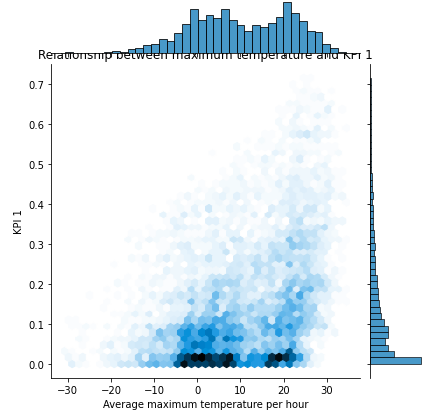 Relationship between maximum temperature and KPI 1
0.7
0.6
0.5
0.4
0.3
0.2
0.1
0.0
KPI 1
−30 −20 −10 0 10 20 30
Average maximum temperature per hour